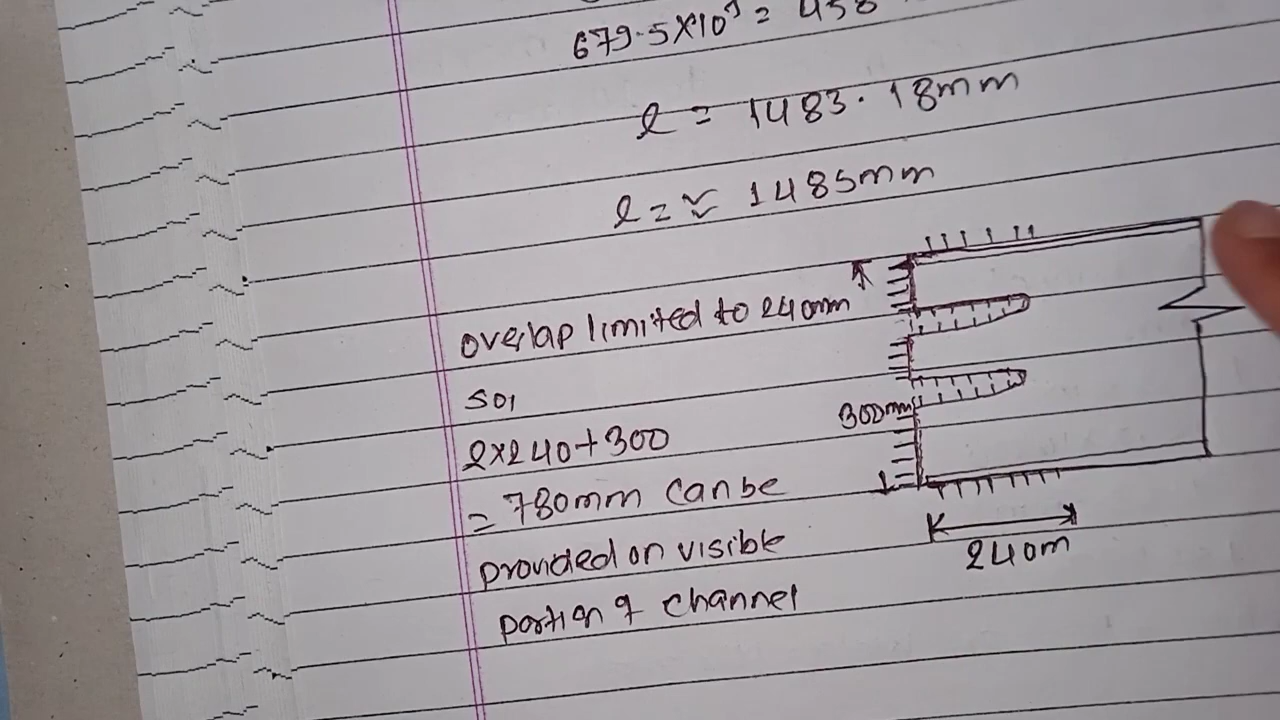 679.5×10³ = 458
l = 1483.18mm
l = ≈ 1485mm
overlap limited to 240mm
so,
2×240+300
= 780mm can be
provided on visible
portion of channel
300mm
240m